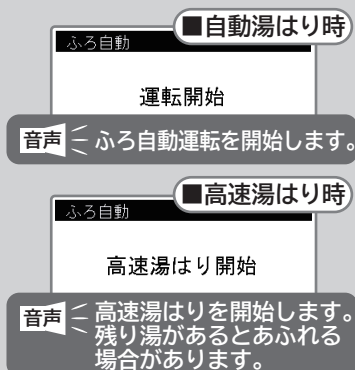 ■自動湯はり時
ふろ自動
運転開始
音声 ふろ自動運転を開始します。
■高速湯はり時
ふろ自動
高速湯はり開始
音声 高速湯はりを開始します。
残り湯があるとあふれる
場合があります。